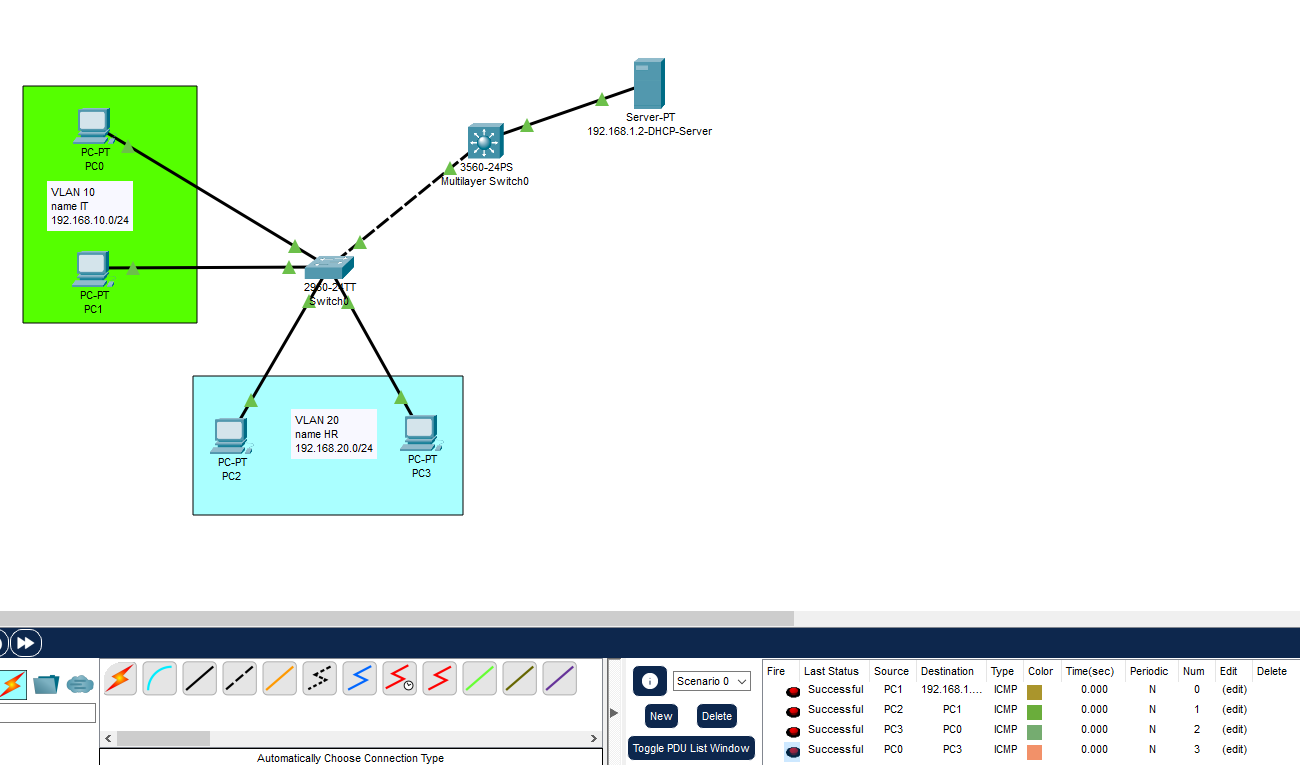 Server-PT
192.168.1.2-DHCP-Server
PC-PT
PC0
3560-24PS
Multilayer Switch0
VLAN 10
name IT
192.168.10.0/24
PC-PT
PC1
2960-24TT
Switch0
VLAN 20
name HR
192.168.20.0/24
PC-PT
PC2
PC-PT
PC3
Scenario 0
New
Delete
Toggle PDU List Window
Automatically Choose Connection Type
Fire Last Status Source Destination Type Color Time(sec) Periodic Num Edit Delete
Successful PC1 192.168.1.... ICMP 0.000 N 0 (edit)
Successful PC2 PC1 ICMP 0.000 N 1 (edit)
Successful PC3 PC0 ICMP 0.000 N 2 (edit)
Successful PC0 PC3 ICMP 0.000 N 3 (edit)